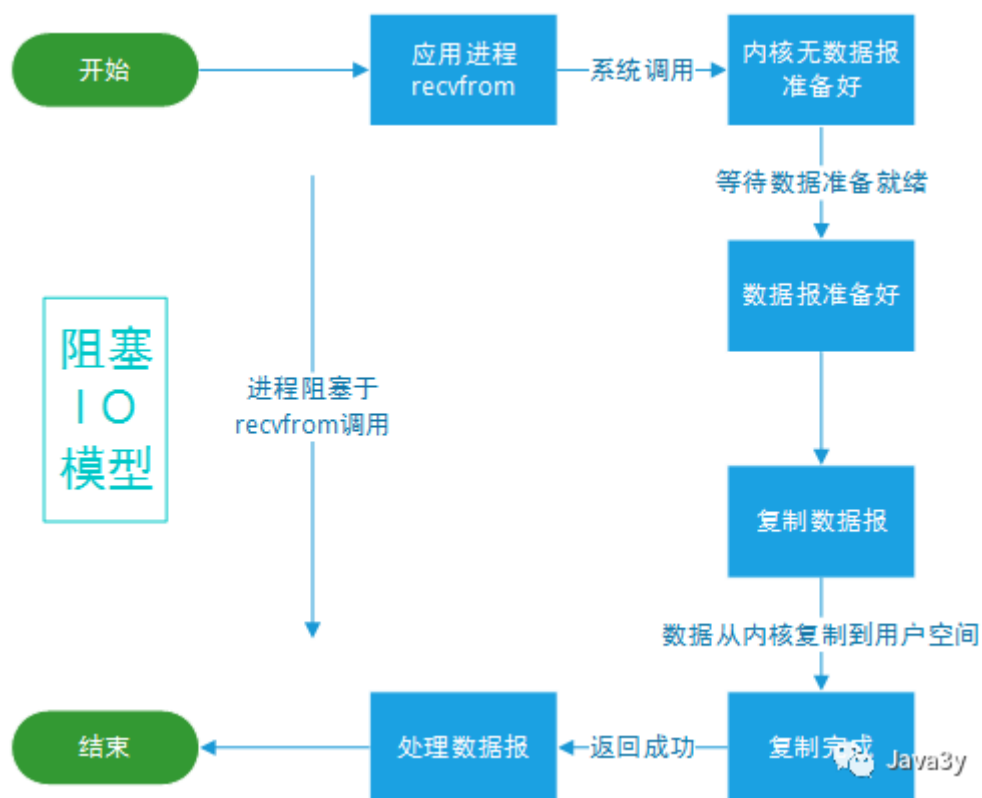 开始
应用进程
recvfrom
系统调用
内核无数据报
准备好
等待数据准备就绪
数据报准备好
阻塞
IO
模型
进程阻塞于
recvfrom调用
复制数据报
数据从内核复制到用户空间
结束
处理数据报
返回成功
复制完成
Java3y